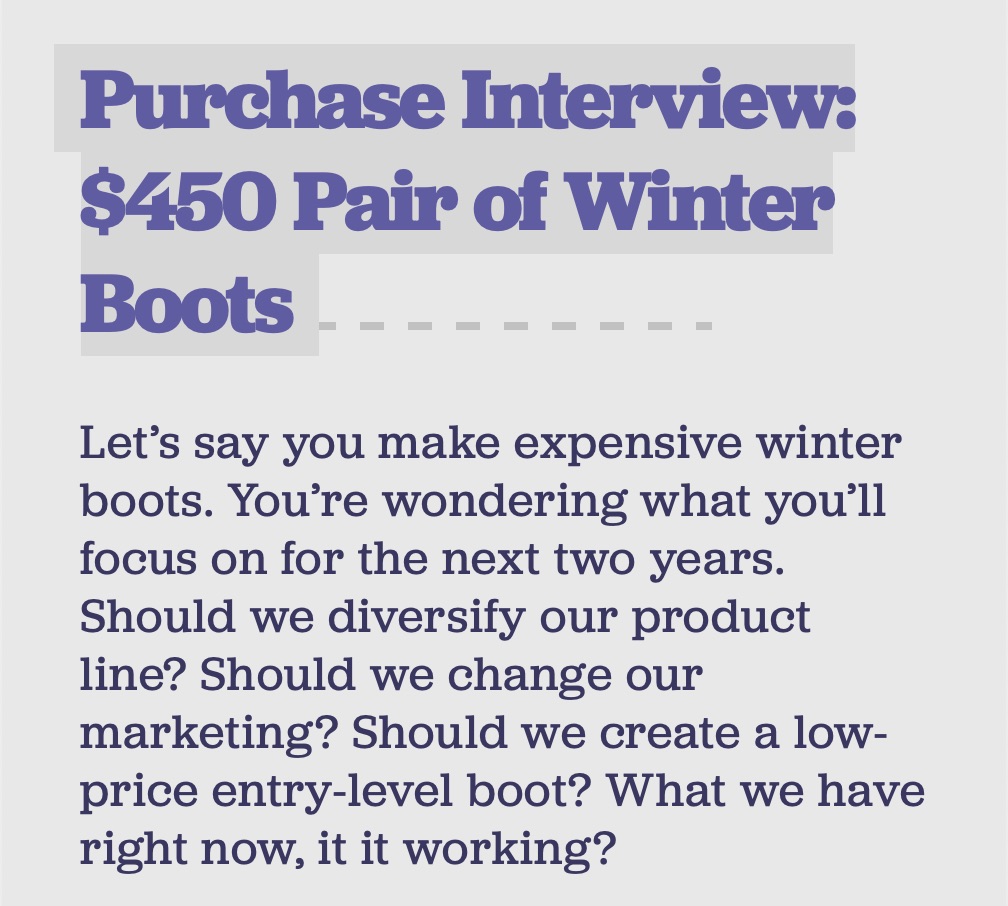 Purchase Interview:
$450 Pair of Winter
Boots
Let’s say you make expensive winter
boots. You’re wondering what you’ll
focus on for the next two years.
Should we diversify our product
line? Should we change our
marketing? Should we create a low-
price entry-level boot? What we have
right now, it it working?